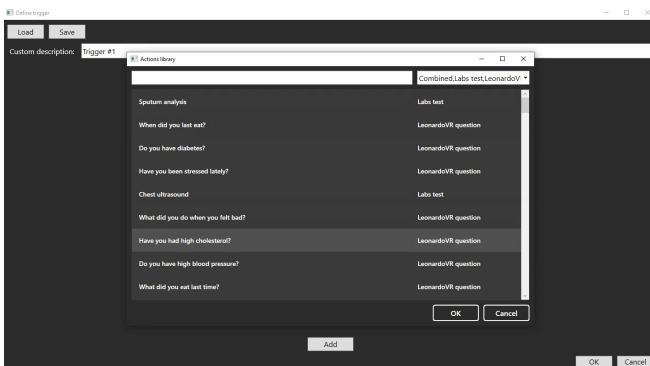 Define trigger
Load Save
Custom description: Trigger #1
Actions library
Combined,Labs test,LeonardoV
Sputum analysis Labs test
When did you last eat? LeonardoVR question
Do you have diabetes? LeonardoVR question
Have you been stressed lately? LeonardoVR question
Chest ultrasound Labs test
What did you do when you felt bad? LeonardoVR question
Have you had high cholesterol? LeonardoVR question
Do you have high blood pressure? LeonardoVR question
What did you eat last time? LeonardoVR question
OK Cancel
Add
OK Cancel